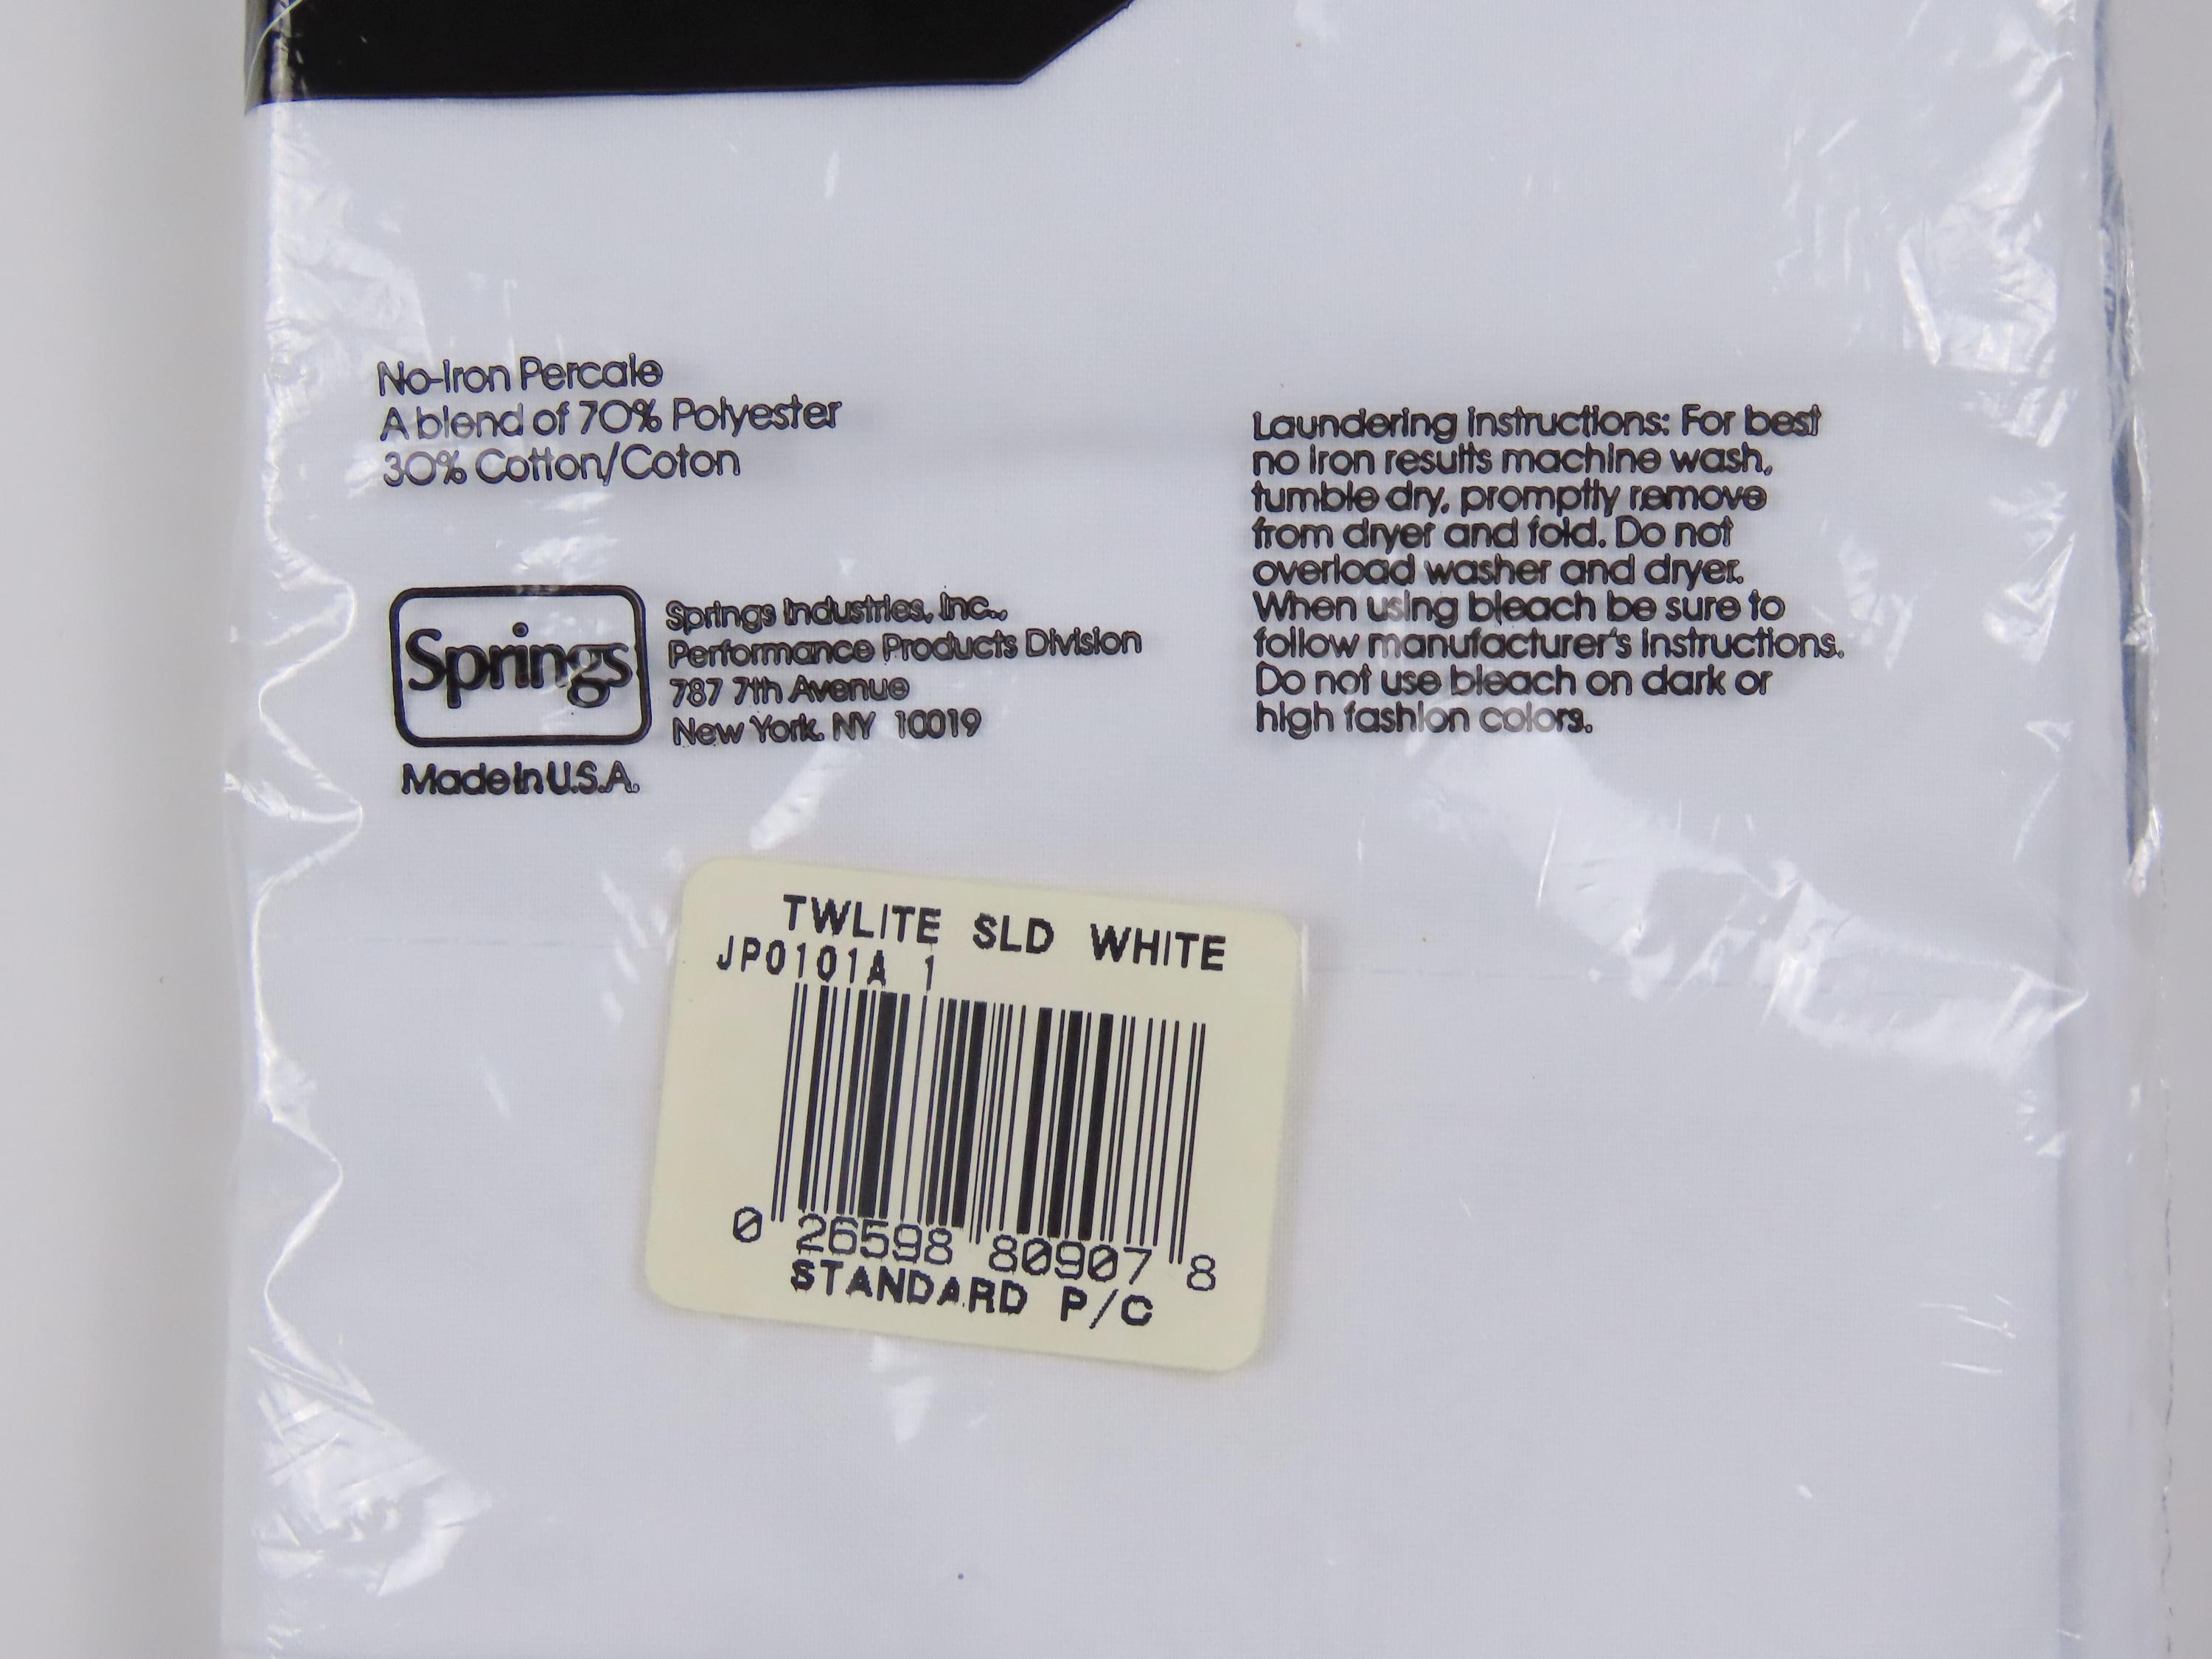 No-Iron Percale
A blend of 70% Polyester
30% Cotton/Coton
Springs
Springs Industries, Inc.,
Performance Products Division
787 7th Avenue
New York, NY 10019
Made in U.S.A.
Laundering instructions: For best
no iron results machine wash,
tumble dry, promptly remove
from dryer and fold. Do not
overload washer and dryer.
When using bleach be sure to
follow manufacturer's instructions.
Do not use bleach on dark or
high fashion colors.
TWLITE SLD WHITE
JP0101A 1
0 26598 80907 8
STANDARD P/C